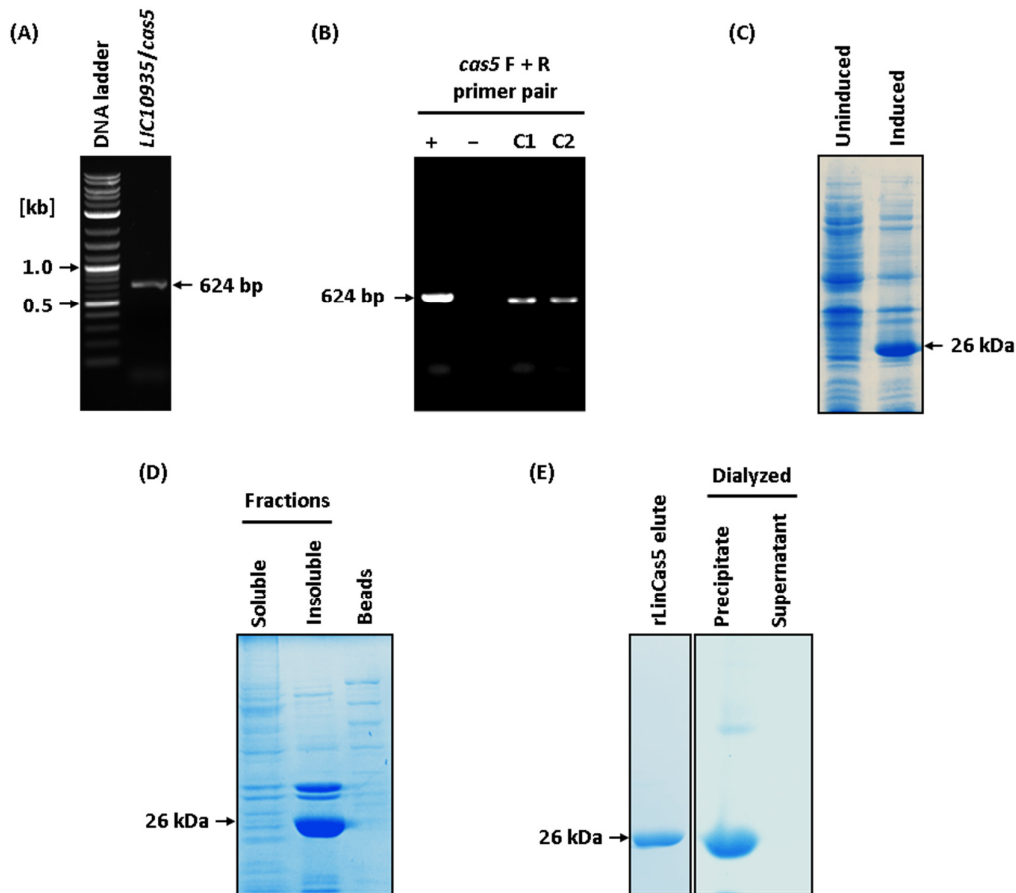 (A)
DNA ladder
LIC10935/cas5
[kb]
1.0
0.5
624 bp
(B)
cas5 F + R
primer pair
+ – C1 C2
624 bp
(C)
Uninduced
Induced
26 kDa
(D)
Fractions
Soluble
Insoluble
Beads
26 kDa
(E)
rLinCas5 elute
Dialyzed
Precipitate
Supernatant
26 kDa